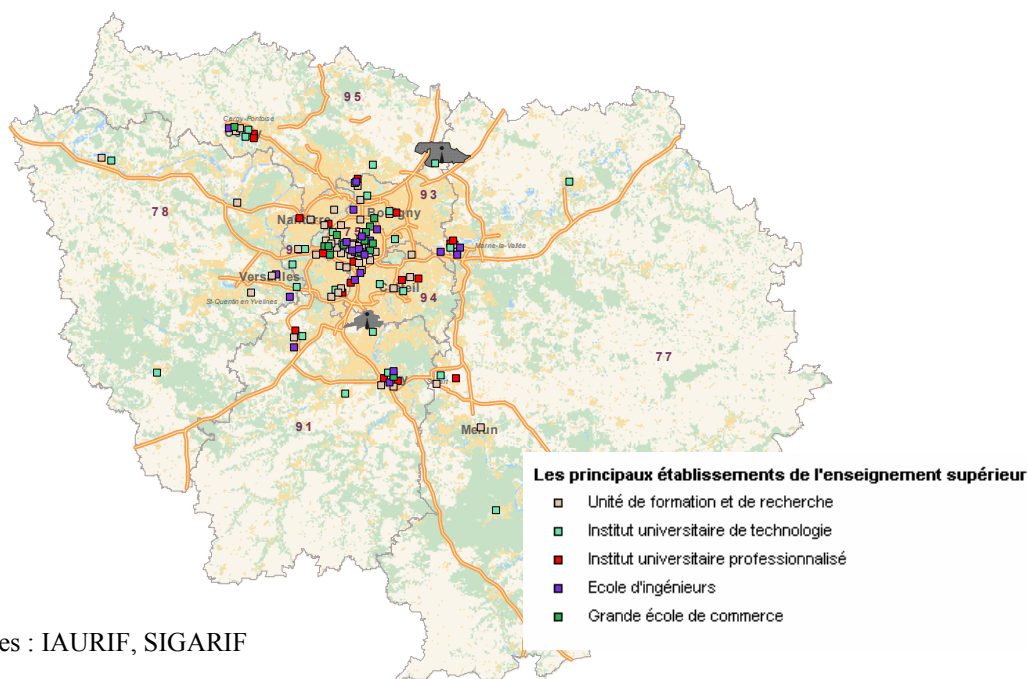 95
Cergy-Pontoise
93
78
Nanterre
Bobigny
75
9
Marne-la-Vallée
Versailles
Créteil
94
St-Quentin en Yvelines
77
91
Melun
Les principaux établissements de l'enseignement supérieur
Unité de formation et de recherche
Institut universitaire de technologie
Institut universitaire professionnalisé
Ecole d'ingénieurs
Grande école de commerce
es : IAURIF, SIGARIF